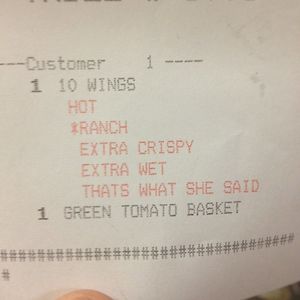 ---Customer 1 ----
1 10 WINGS
HOT
*RANCH
EXTRA CRISPY
EXTRA WET
THATS WHAT SHE SAID
1 GREEN TOMATO BASKET
####################################
#